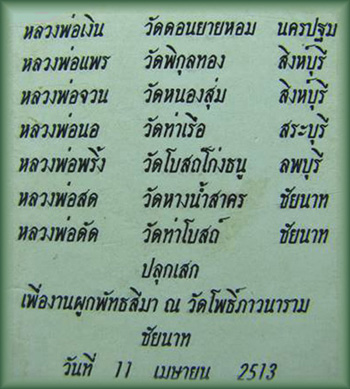 หลวงพ่อเงิน วัดดอนยายหอม นครปฐม
หลวงพ่อแพร วัดพิกุลทอง สิงห์บุรี
หลวงพ่อจวน วัดหนองสุ่ม สิงห์บุรี
หลวงพ่อนอ วัดท่าเรือ สระบุรี
หลวงพ่อพริ้ง วัดโบสถโก่งธนู ลพบุรี
หลวงพ่อสด วัดหางน้ำสาคร ชัยนาท
หลวงพ่อดัด วัดท่าโบสถ์ ชัยนาท
ปลุกเสก
เพื่องานผูกพัทธสีมา ณ วัดโพธิ์ภาวนาราม
ชัยนาท
วันที่ 11 เมษายน 2513